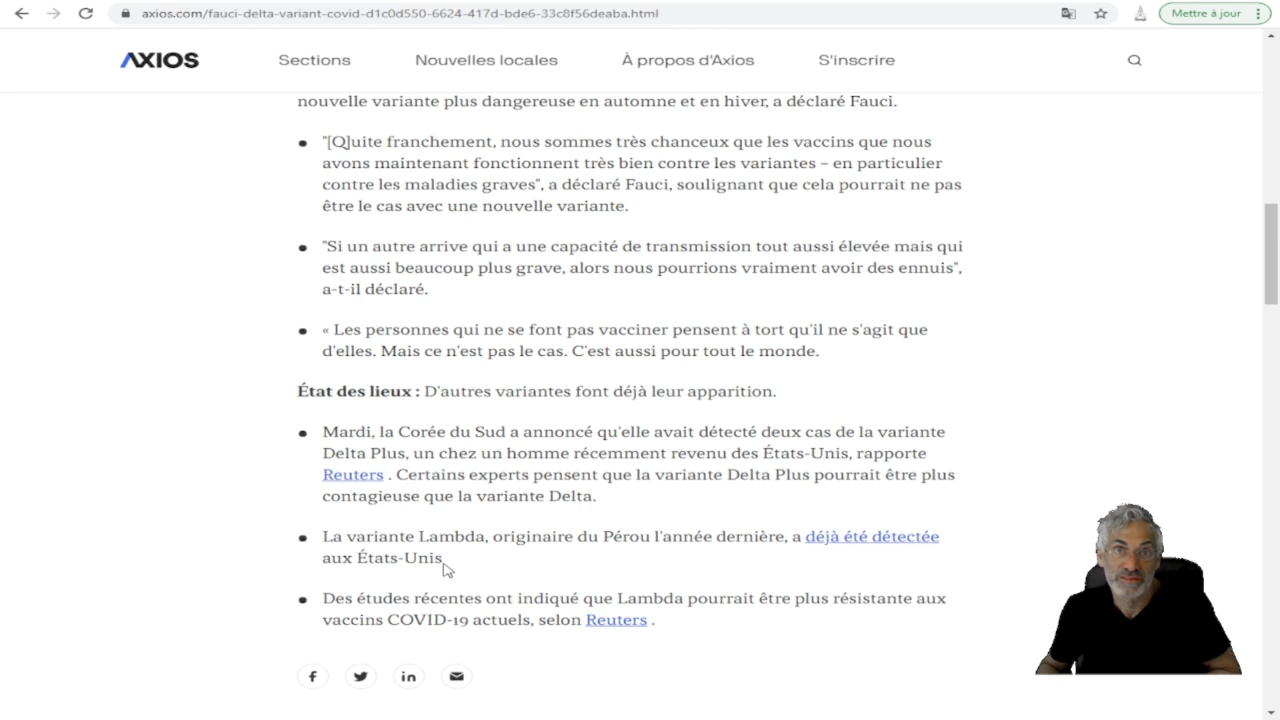 axios.com/fauci-delta-variant-covid-d1c0d550-6624-417d-bde6-33c8f56deaba.html
Mettre à jour
AXIOS
Sections
Nouvelles locales
À propos d'Axios
S'inscrire
nouvelle variante plus dangereuse en automne et en hiver, a déclaré Fauci.
"[Q]uite franchement, nous sommes très chanceux que les vaccins que nous
avons maintenant fonctionnent très bien contre les variantes – en particulier
contre les maladies graves", a déclaré Fauci, soulignant que cela pourrait ne pas
être le cas avec une nouvelle variante.
"Si un autre arrive qui a une capacité de transmission tout aussi élevée mais qui
est aussi beaucoup plus grave, alors nous pourrions vraiment avoir des ennuis",
a-t-il déclaré.
« Les personnes qui ne se font pas vacciner pensent à tort qu'il ne s'agit que
d'elles. Mais ce n'est pas le cas. C'est aussi pour tout le monde.
État des lieux : D'autres variantes font déjà leur apparition.
Mardi, la Corée du Sud a annoncé qu'elle avait détecté deux cas de la variante
Delta Plus, un chez un homme récemment revenu des États-Unis, rapporte
Reuters . Certains experts pensent que la variante Delta Plus pourrait être plus
contagieuse que la variante Delta.
La variante Lambda, originaire du Pérou l'année dernière, a déjà été détectée
aux États-Unis.
Des études récentes ont indiqué que Lambda pourrait être plus résistante aux
vaccins COVID-19 actuels, selon Reuters .